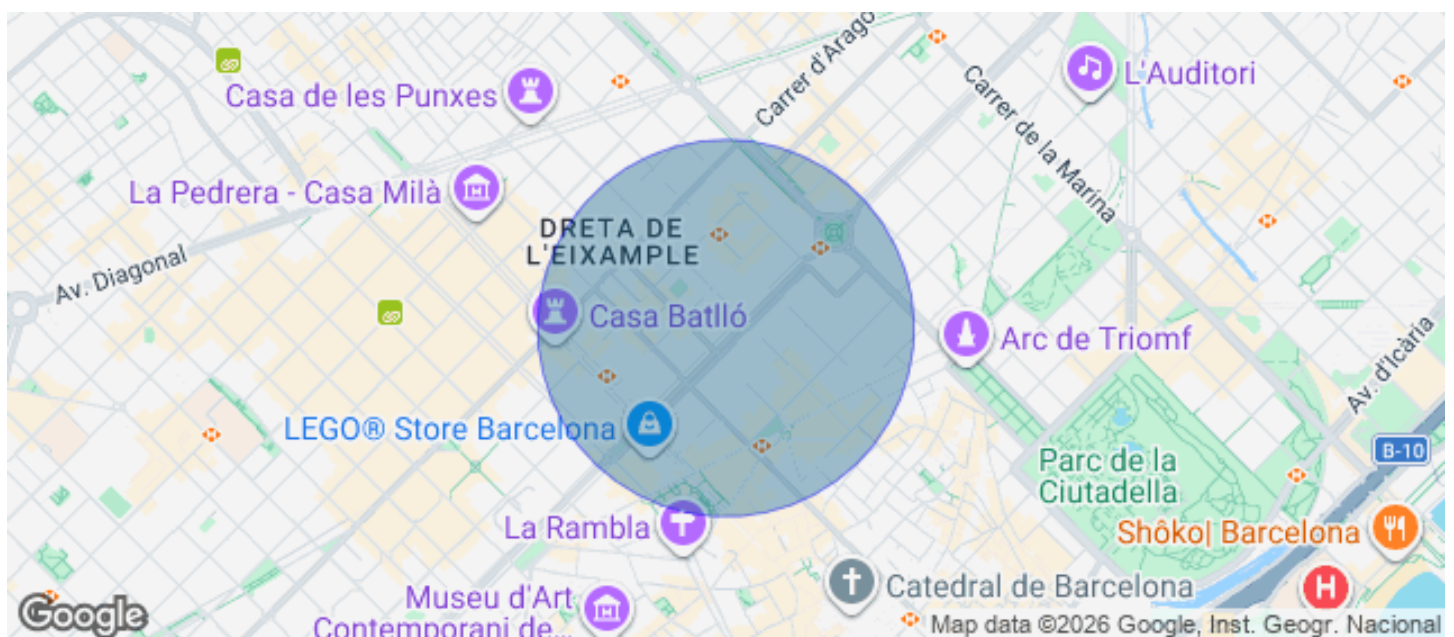 Carrer d'Arago
L'Auditori
Casa de les Punxes
Carrer de la Marina
La Pedrera - Casa Milà
DRETA DE
L'EIXAMPLE
Av. Diagonal
Casa Batlló
Arc de Triomf
Av. d'Icària
LEGO® Store Barcelona
B-10
Parc de la
Ciutadella
La Rambla
Shôko| Barcelona
Catedral de Barcelona
H
Museu d'Art
Contemporani de...
Google
Map data ©2026 Google, Inst. Geogr. Nacional